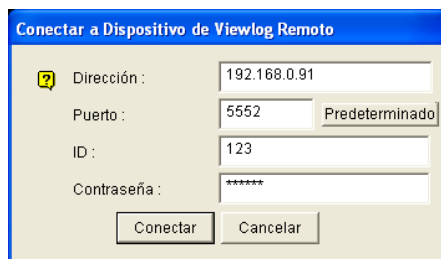 Conectar a Dispositivo de Viewlog Remoto
Dirección : 192.168.0.91
Puerto : 5552 Predeterminado
ID : 123
Contraseña : ******
Conectar Cancelar